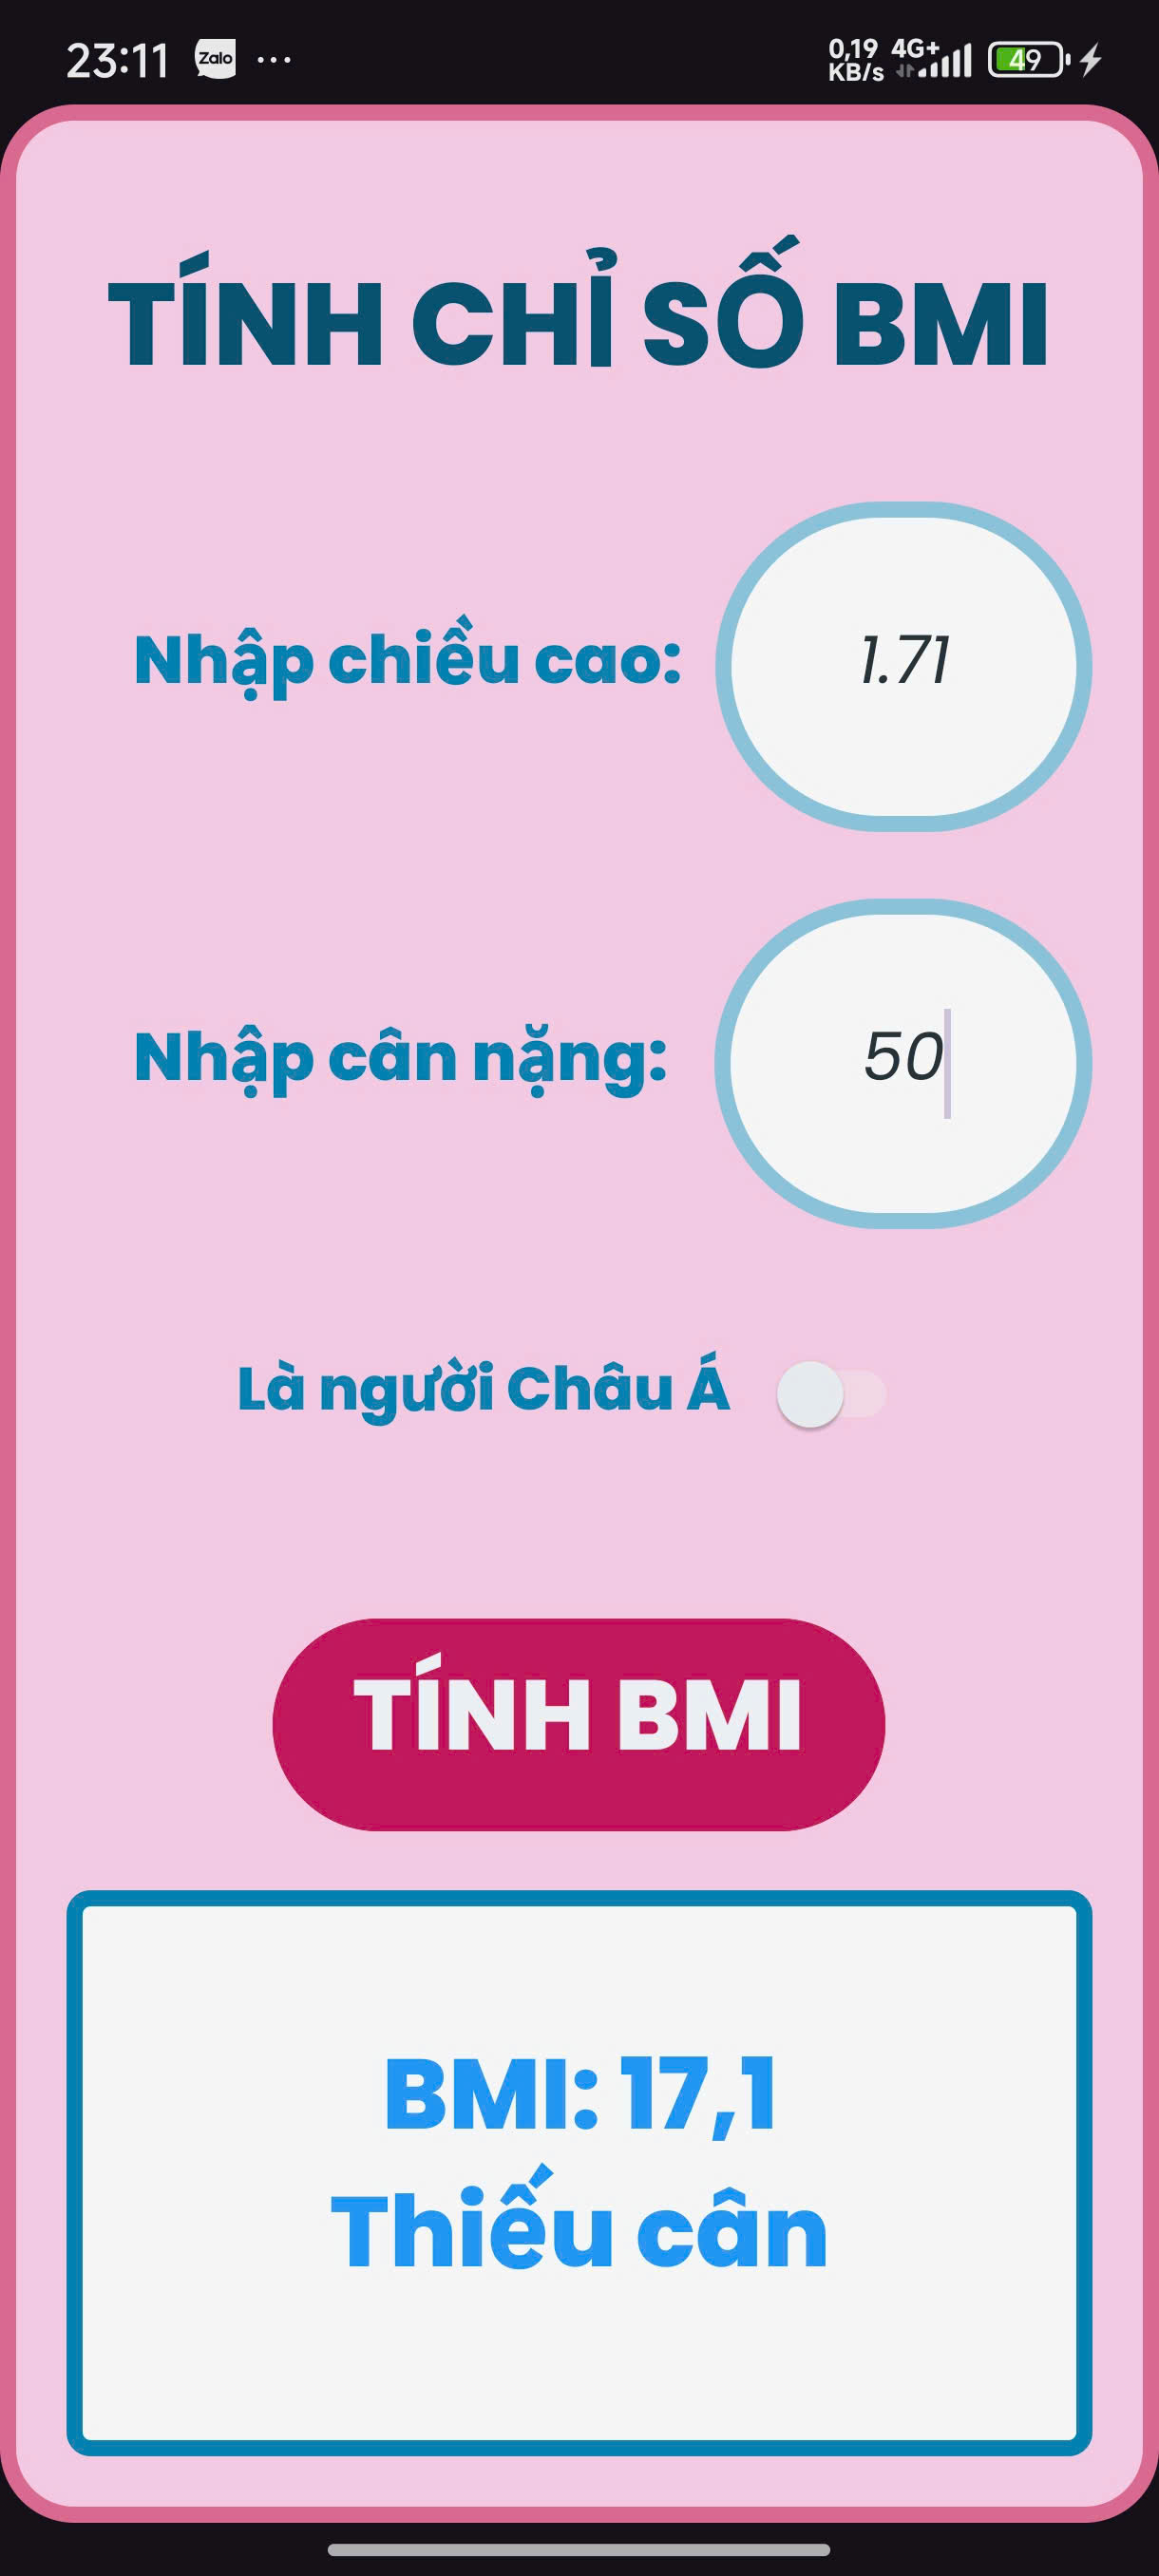 23:11 Zalo ... 0,19 KB/s 4G+ 49
TÍNH CHỈ SỐ BMI
Nhập chiều cao: 1.71
Nhập cân nặng: 50
Là người Châu Á
TÍNH BMI
BMI: 17,1
Thiếu cân